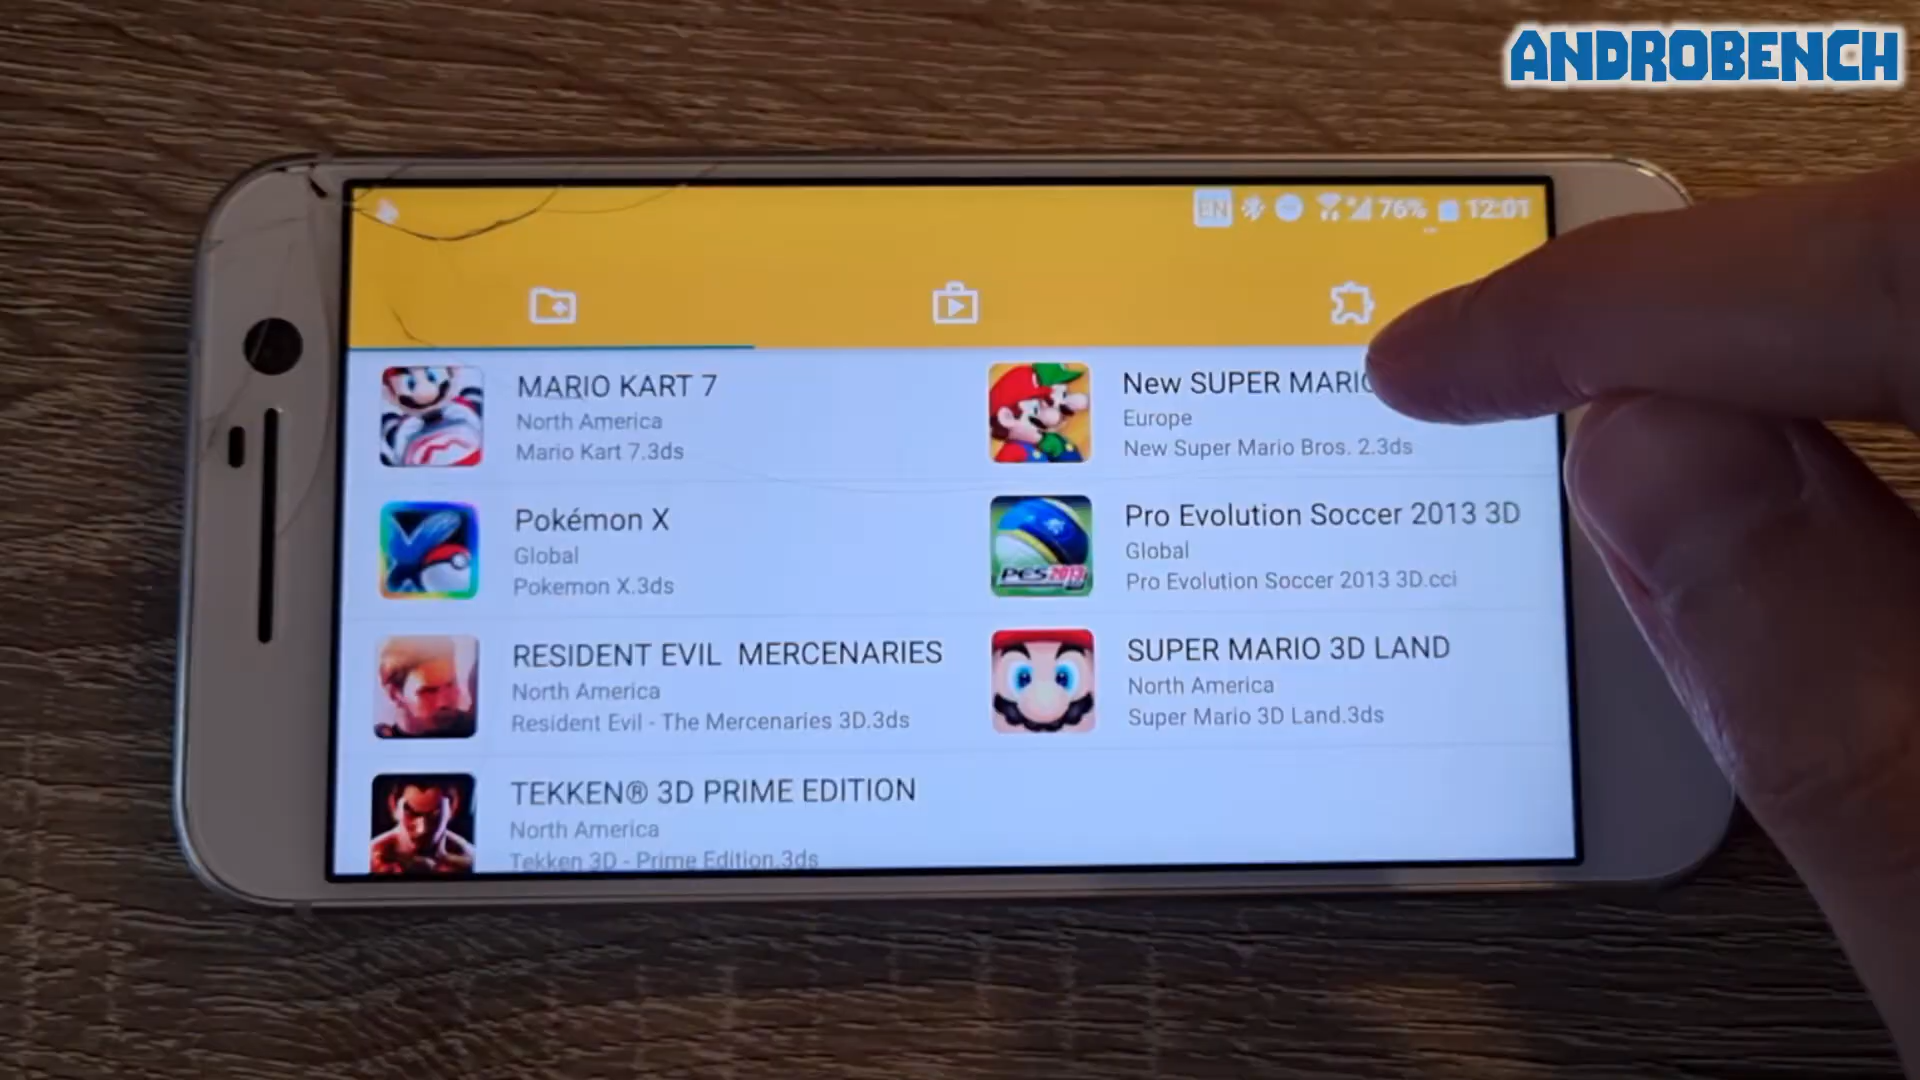 ANDROBENCH
EN 76% 12:01
MARIO KART 7
North America
Mario Kart 7.3ds
New SUPER MARIO
Europe
New Super Mario Bros. 2.3ds
Pokémon X
Global
Pokemon X.3ds
PES 2013
Pro Evolution Soccer 2013 3D
Global
Pro Evolution Soccer 2013 3D.cci
RESIDENT EVIL MERCENARIES
North America
Resident Evil - The Mercenaries 3D.3ds
SUPER MARIO 3D LAND
North America
Super Mario 3D Land.3ds
TEKKEN® 3D PRIME EDITION
North America
Tekken 3D - Prime Edition.3ds